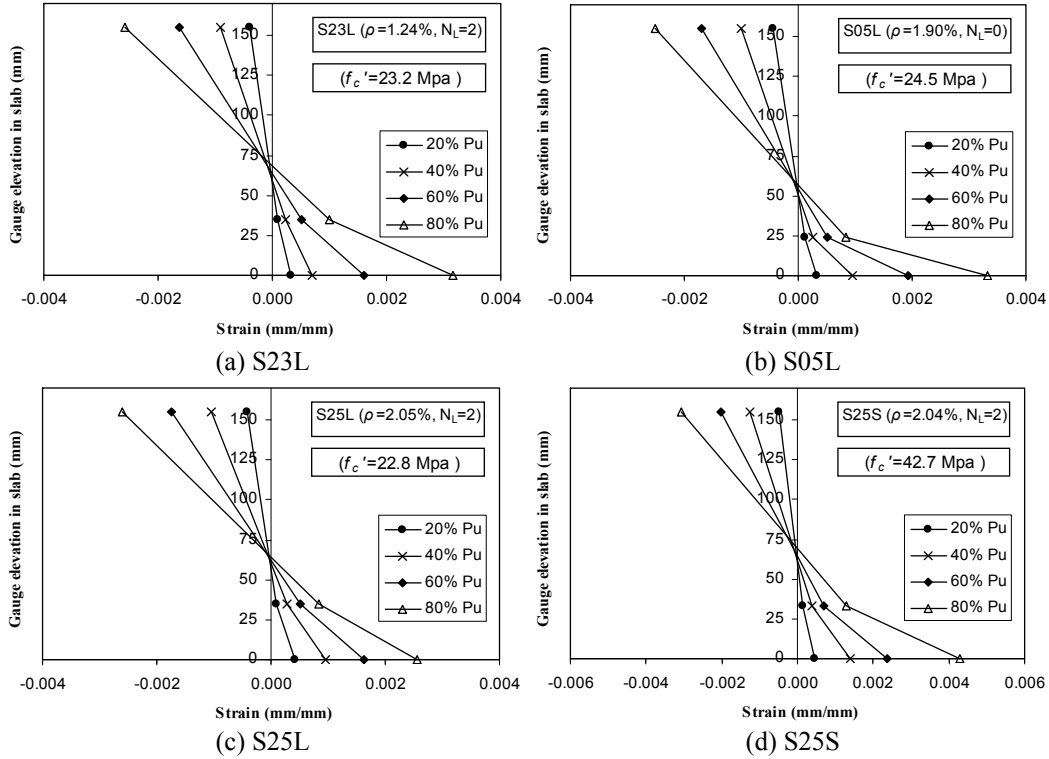 S23L (ρ=1.24%, N_L=2)
(f_c'=23.2 Mpa )
Gauge elevation in slab (mm)
150
125
100
75
50
25
0
20% Pu
40% Pu
60% Pu
80% Pu
-0.004 -0.002 0.000 0.002 0.004
Strain (mm/mm)
(a) S23L
S05L (ρ=1.90%, N_L=0)
(f_c'=24.5 Mpa )
Gauge elevation in slab (mm)
150
125
100
75
50
25
0
20% Pu
40% Pu
60% Pu
80% Pu
-0.004 -0.002 0.000 0.002 0.004
Strain (mm/mm)
(b) S05L
S25L (ρ=2.05%, N_L=2)
(f_c'=22.8 Mpa )
Gauge elevation in slab (mm)
150
125
100
75
50
25
0
20% Pu
40% Pu
60% Pu
80% Pu
-0.004 -0.002 0.000 0.002 0.004
Strain (mm/mm)
(c) S25L
S25S (ρ=2.04%, N_L=2)
(f_c'=42.7 Mpa )
Gauge elevation in slab (mm)
150
125
100
75
50
25
0
20% Pu
40% Pu
60% Pu
80% Pu
-0.006 -0.004 -0.002 0.000 0.002 0.004 0.006
Strain (mm/mm)
(d) S25S